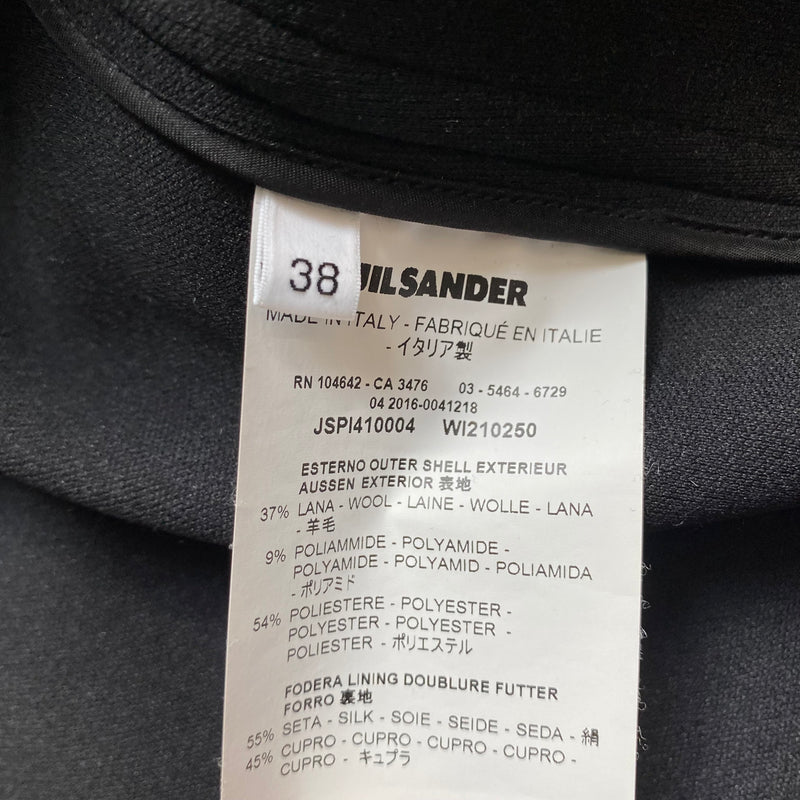 38
JIL SANDER
MADE IN ITALY - FABRIQUÉ EN ITALIE
- イタリア製
RN 104642 - CA 3476 03 - 5464 - 6729
04 2016-0041218
JSPI410004 WI210250
ESTERNO OUTER SHELL EXTERIEUR
AUSSEN EXTERIOR 表地
37% LANA - WOOL - LAINE - WOLLE - LANA
- 羊毛
9% POLIAMMIDE - POLYAMIDE -
POLYAMIDE - POLYAMID - POLIAMIDA
- ポリアミド
54% POLIESTERE - POLYESTER -
POLYESTER - POLYESTER -
POLIESTER - ポリエステル
FODERA LINING DOUBLURE FUTTER
FORRO 裏地
55% SETA - SILK - SOIE - SEIDE - SEDA - 絹
45% CUPRO - CUPRO - CUPRO - CUPRO -
CUPRO - キュプラ